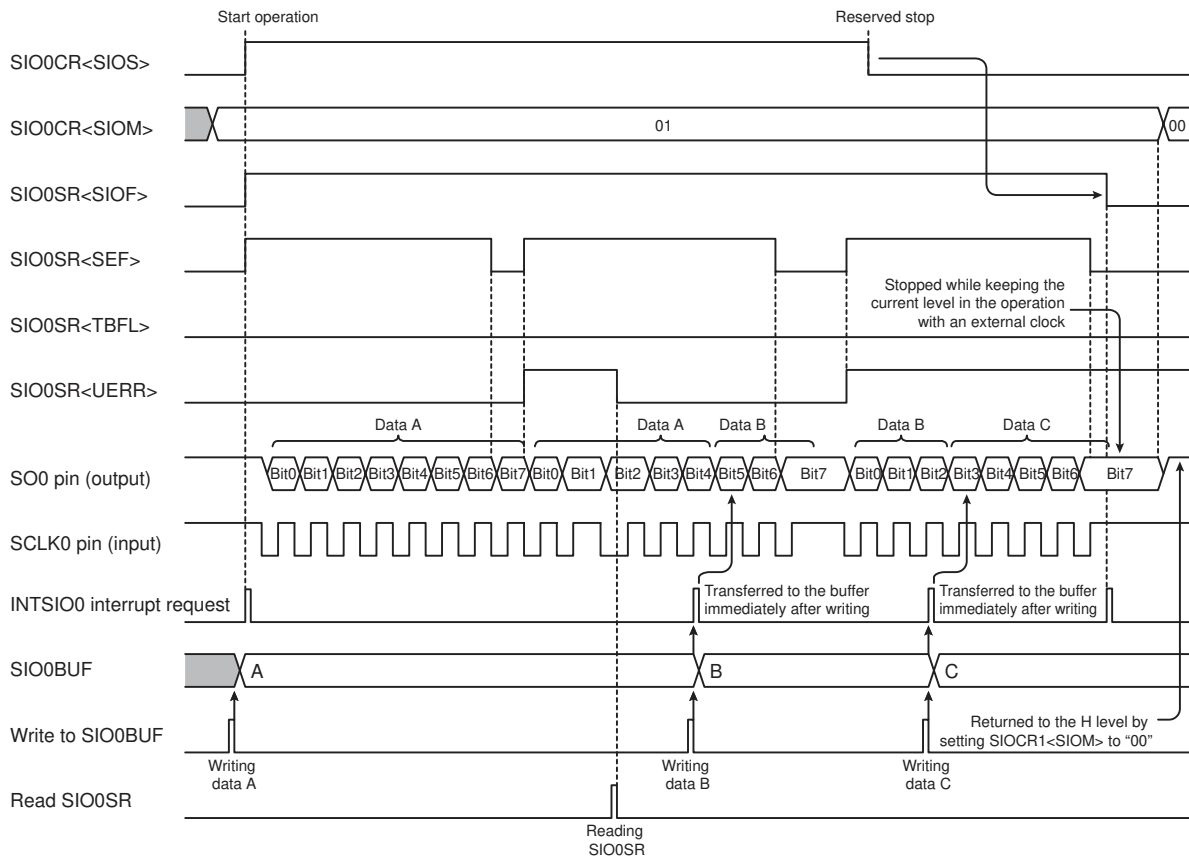 Start operation
Reserved stop
SIO0CR<SIOS>
SIO0CR<SIOM>
01
00
SIO0SR<SIOF>
SIO0SR<SEF>
Stopped while keeping the
current level in the operation
with an external clock
SIO0SR<TBFL>
SIO0SR<UERR>
Data A
Data A
Data B
Data B
Data C
SO0 pin (output)
Bit0 Bit1 Bit2 Bit3 Bit4 Bit5 Bit6 Bit7 Bit0 Bit1 Bit2 Bit3 Bit4 Bit5 Bit6 Bit7 Bit0 Bit1 Bit2 Bit3 Bit4 Bit5 Bit6 Bit7
SCLK0 pin (input)
INTSIO0 interrupt request
Transferred to the buffer
immediately after writing
Transferred to the buffer
immediately after writing
SIO0BUF
A
B
C
Write to SIO0BUF
Returned to the H level by
setting SIOCR1<SIOM> to “00”
Writing
data A
Writing
data B
Writing
data C
Read SIO0SR
Reading
SIO0SR